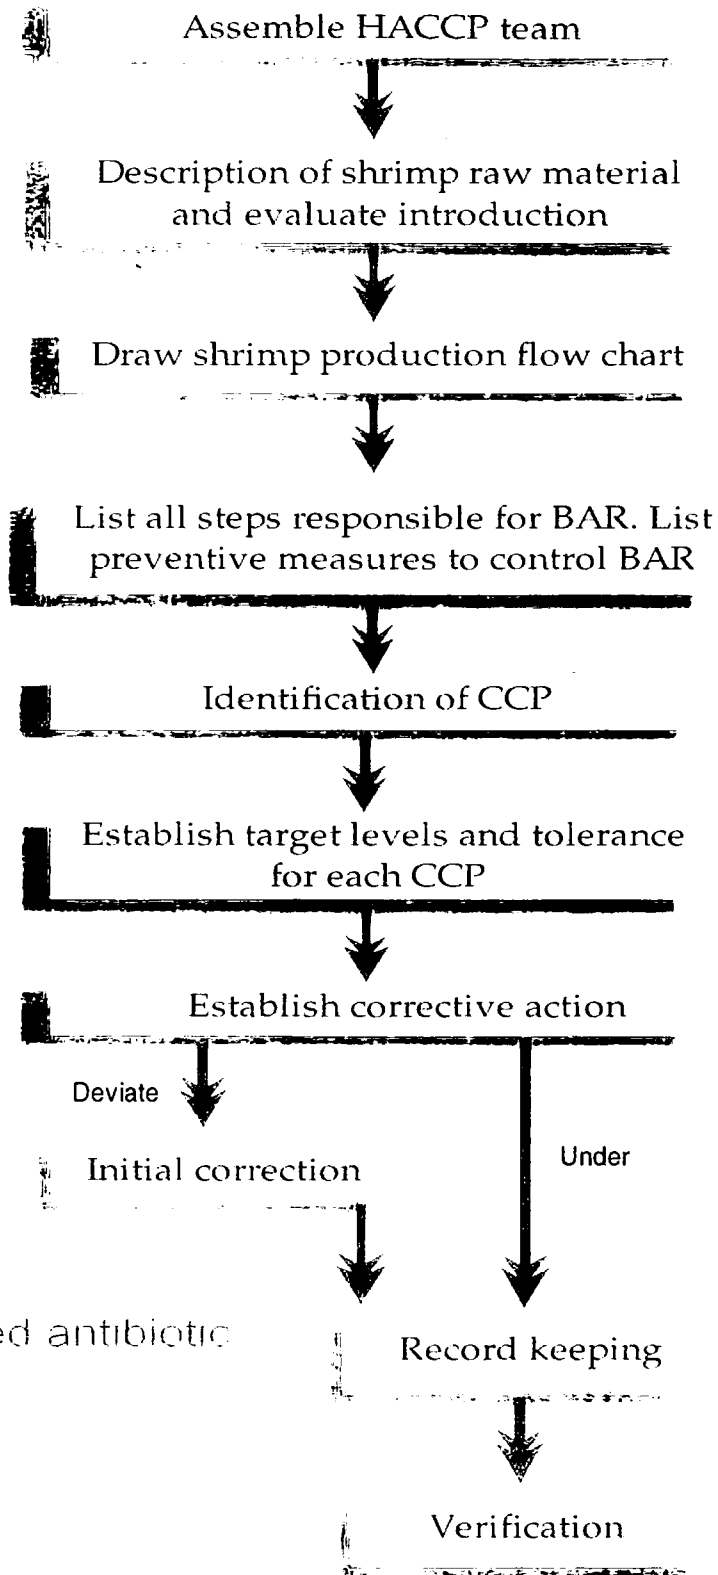 Assemble HACCP team
Description of shrimp raw material
and evaluate introduction
Draw shrimp production flow chart
List all steps responsible for BAR. List
preventive measures to control BAR
Identification of CCP
Establish target levels and tolerance
for each CCP
Establish corrective action
Deviate
Under
Initial correction
antibiotic
Record keeping
Verification